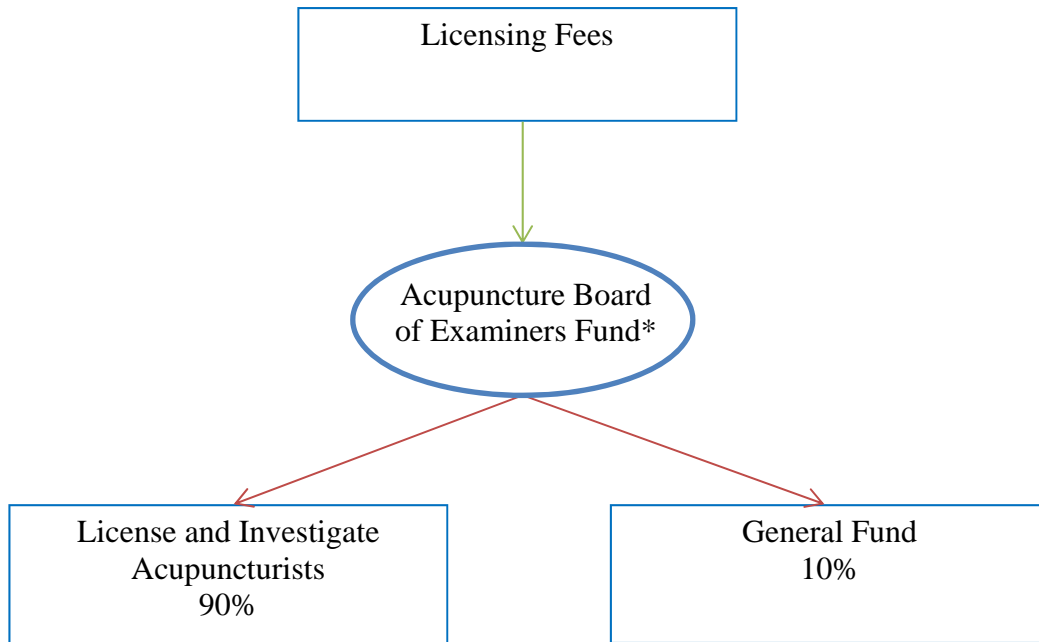 Licensing Fees
Acupuncture Board
of Examiners Fund*
License and Investigate
Acupuncturists
90%
General Fund
10%